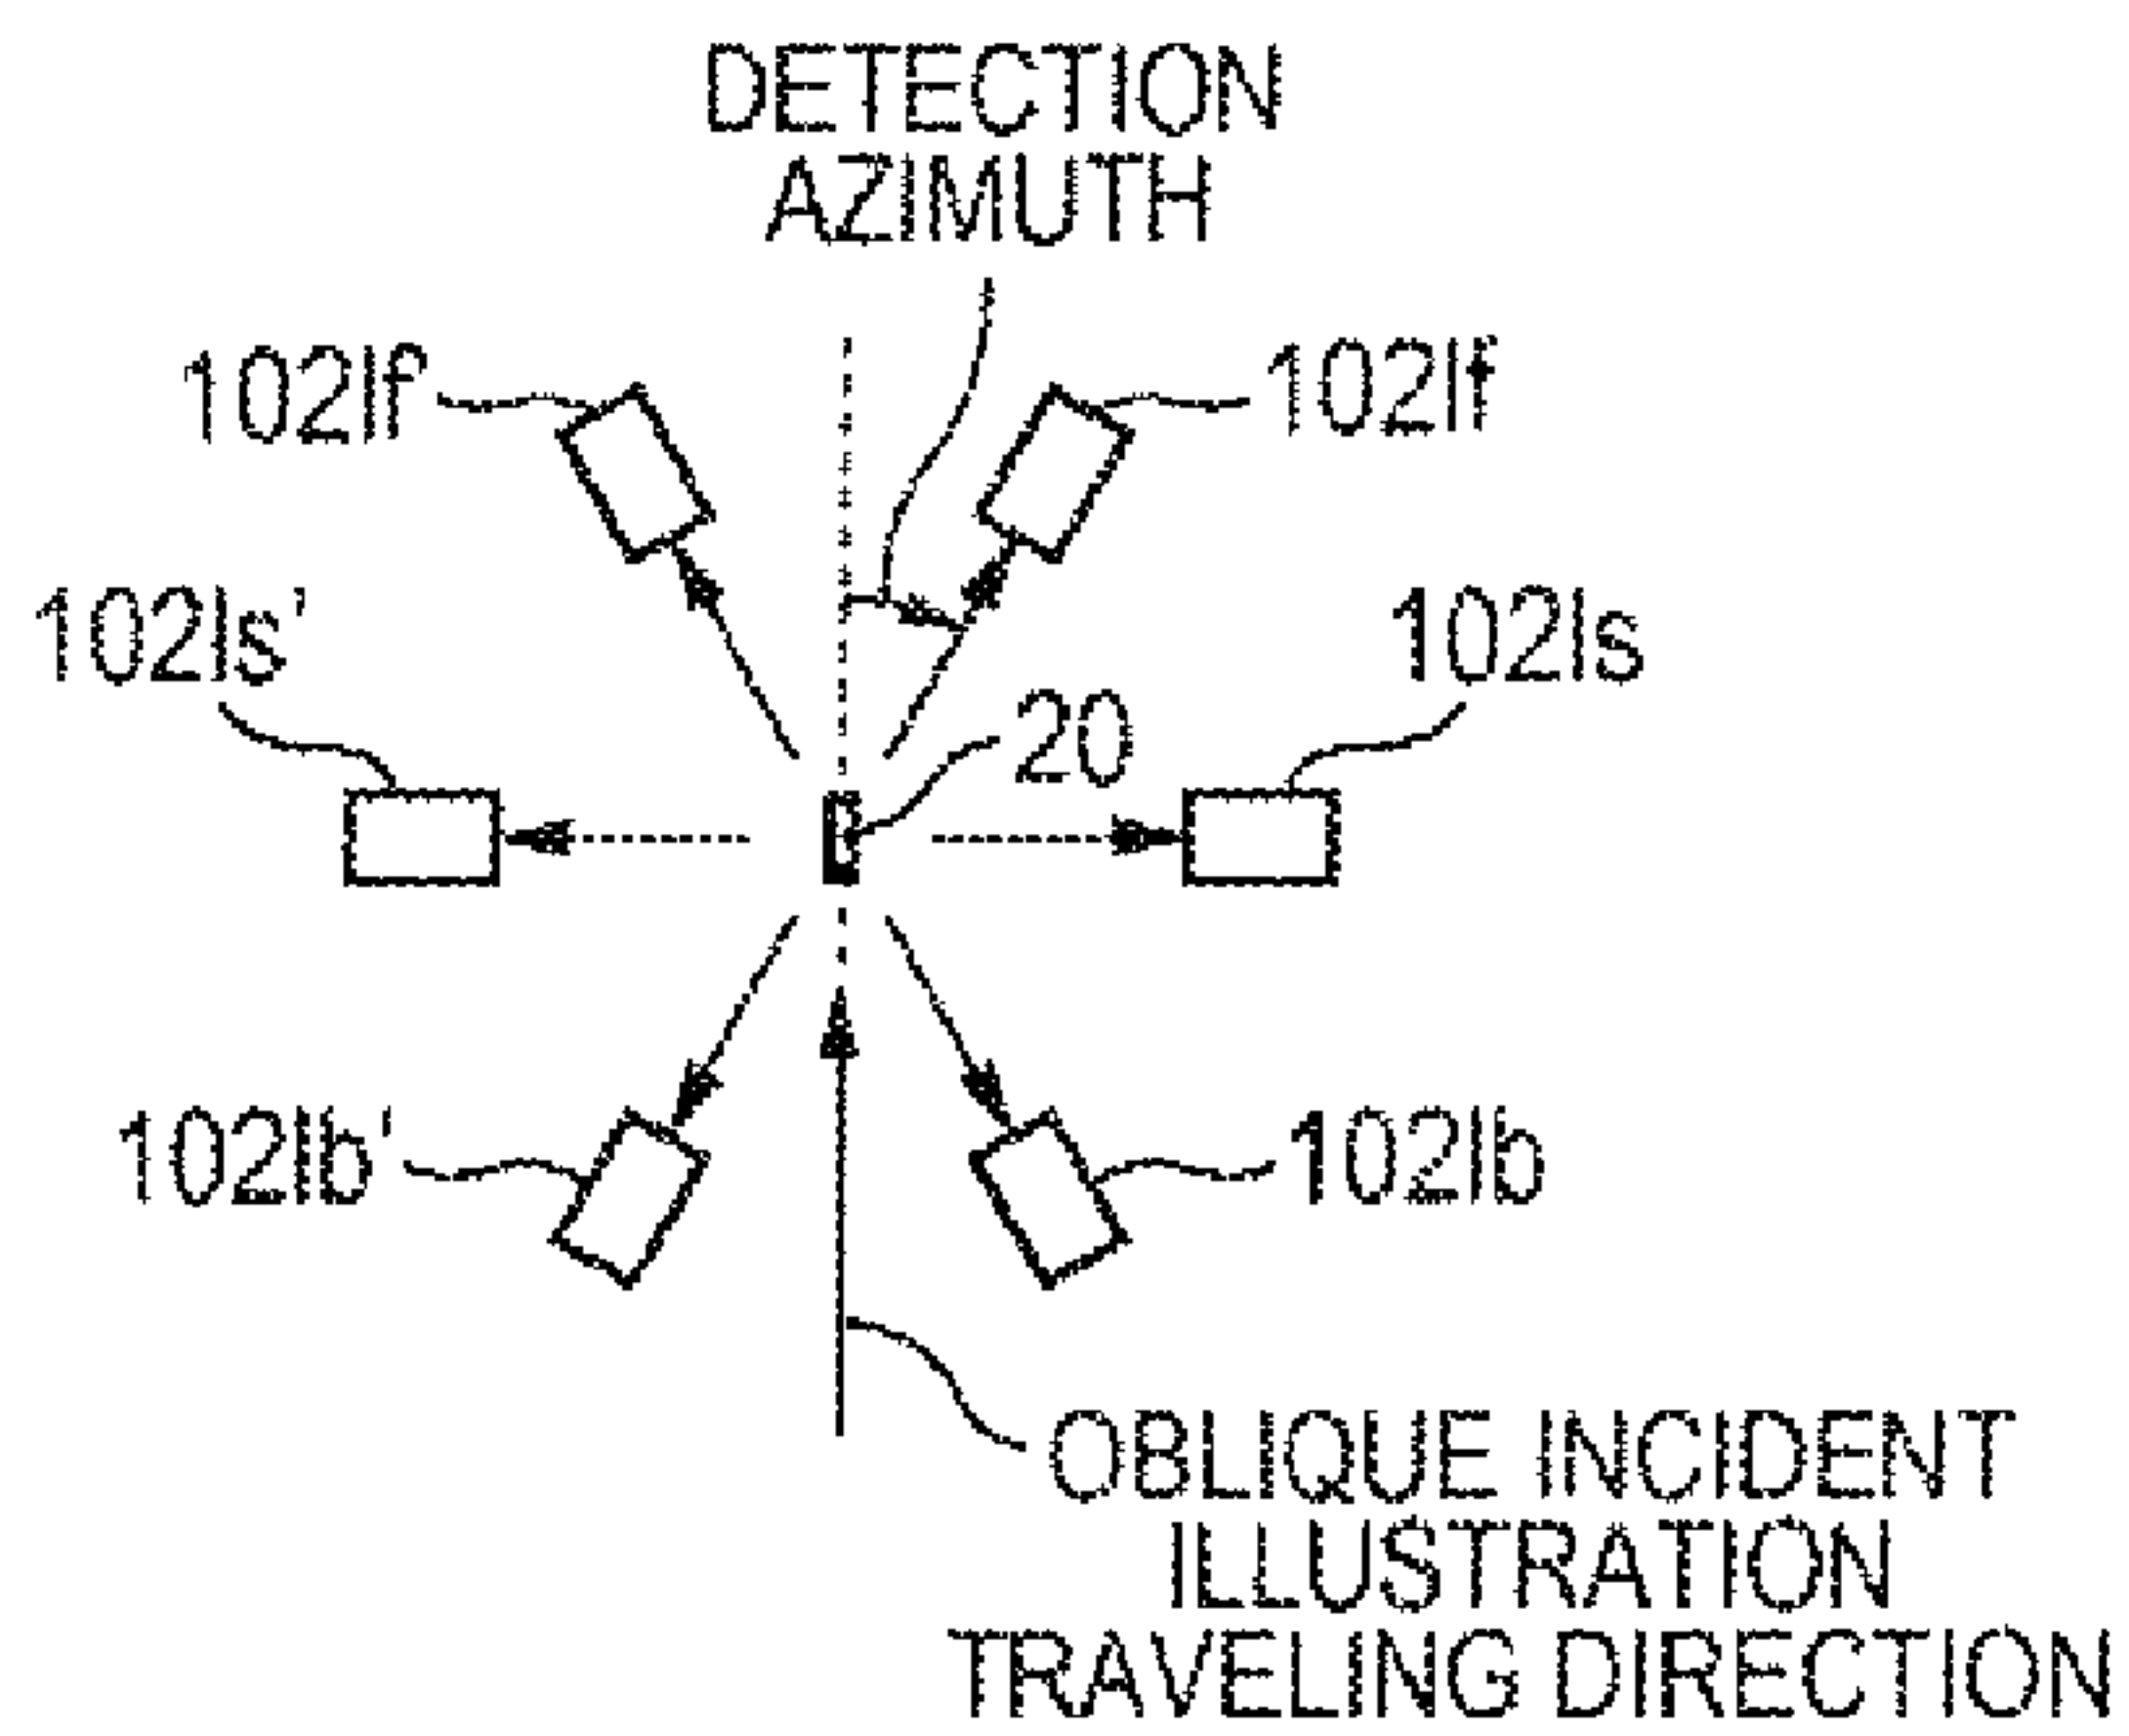 DETECTION
AZIMUTH
102lf'
102lf
102ls'
102ls
20
102lb'
102lb
OBLIQUE INCIDENT
ILLUSTRATION
TRAVELING DIRECTION